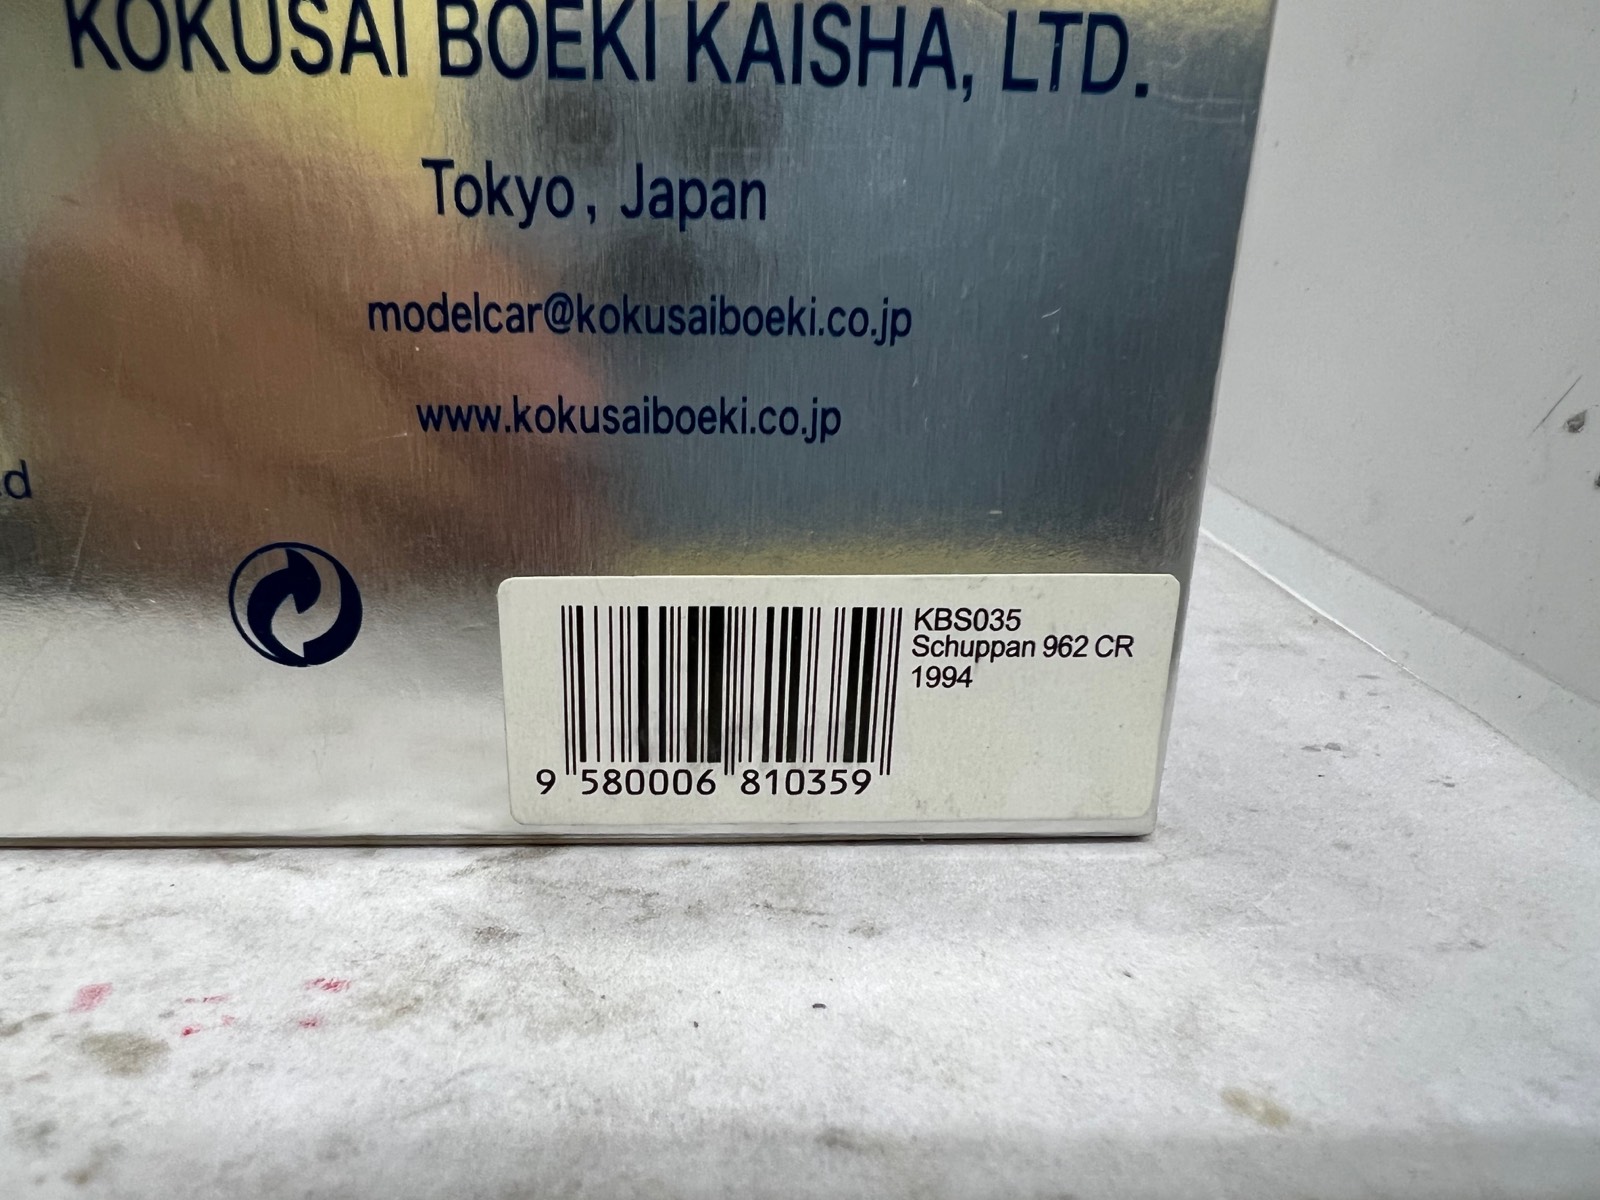 KOKUSAI BOEKI KAISHA, LTD.
Tokyo, Japan
modelcar@kokusaiboeki.co.jp
www.kokusaiboeki.co.jp
KBS035
Schuppan 962 CR
1994
9 580006 810359